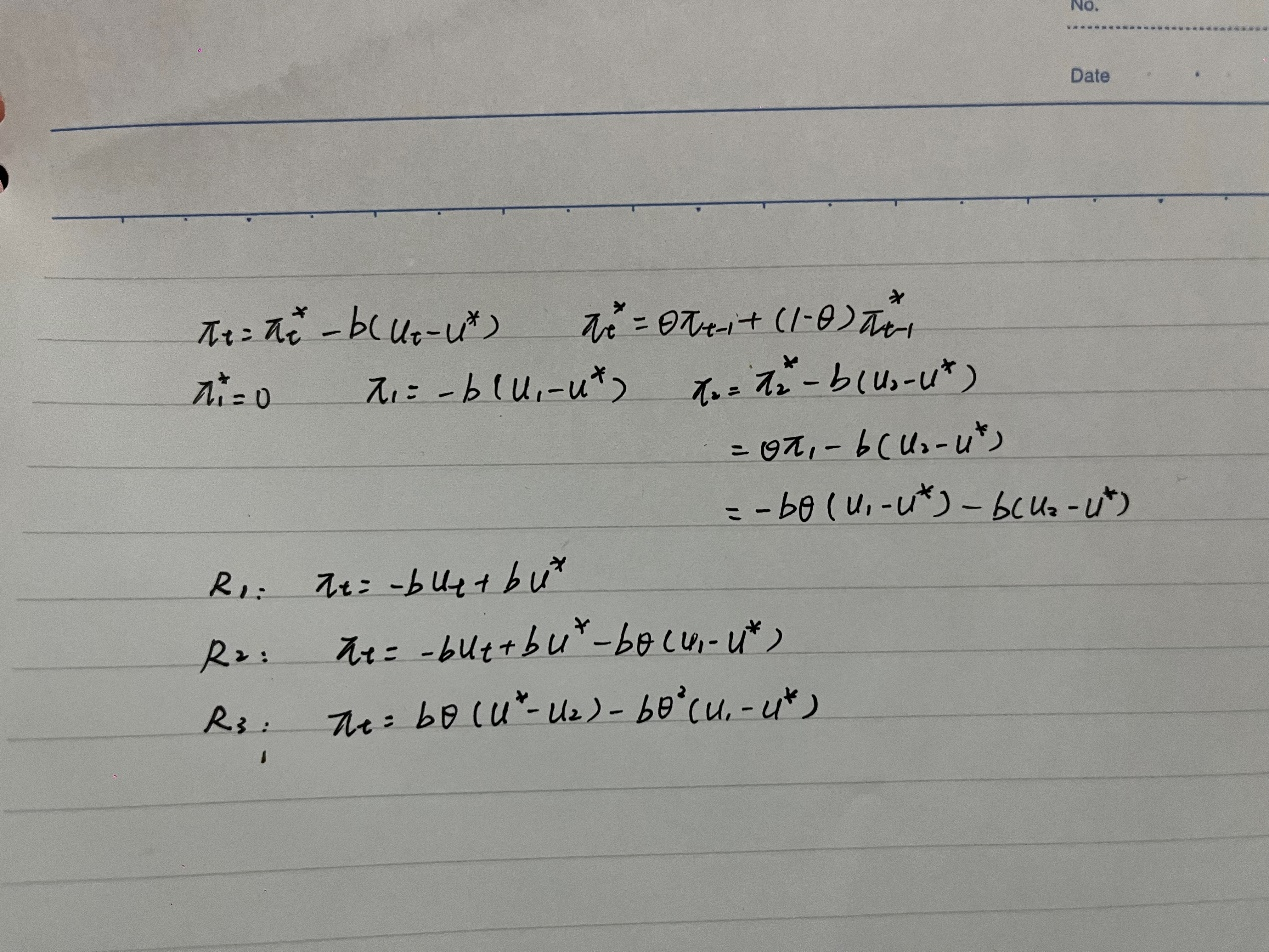 No.
Date
πt = πt* - b(Ut - U*)    πt* = θπt-1 + (1-θ)πt-1*
π1* = 0    π1 = -b(U1 - U*)    π2 = π2* - b(U2 - U*)
= θπ1 - b(U2 - U*)
= -bθ(U1 - U*) - b(U2 - U*)
R1: πt = -bUt + bU*
R2: πt = -bUt + bU* - bθ(U1 - U*)
R3: πt = bθ(U* - U2) - bθ²(U1 - U*)